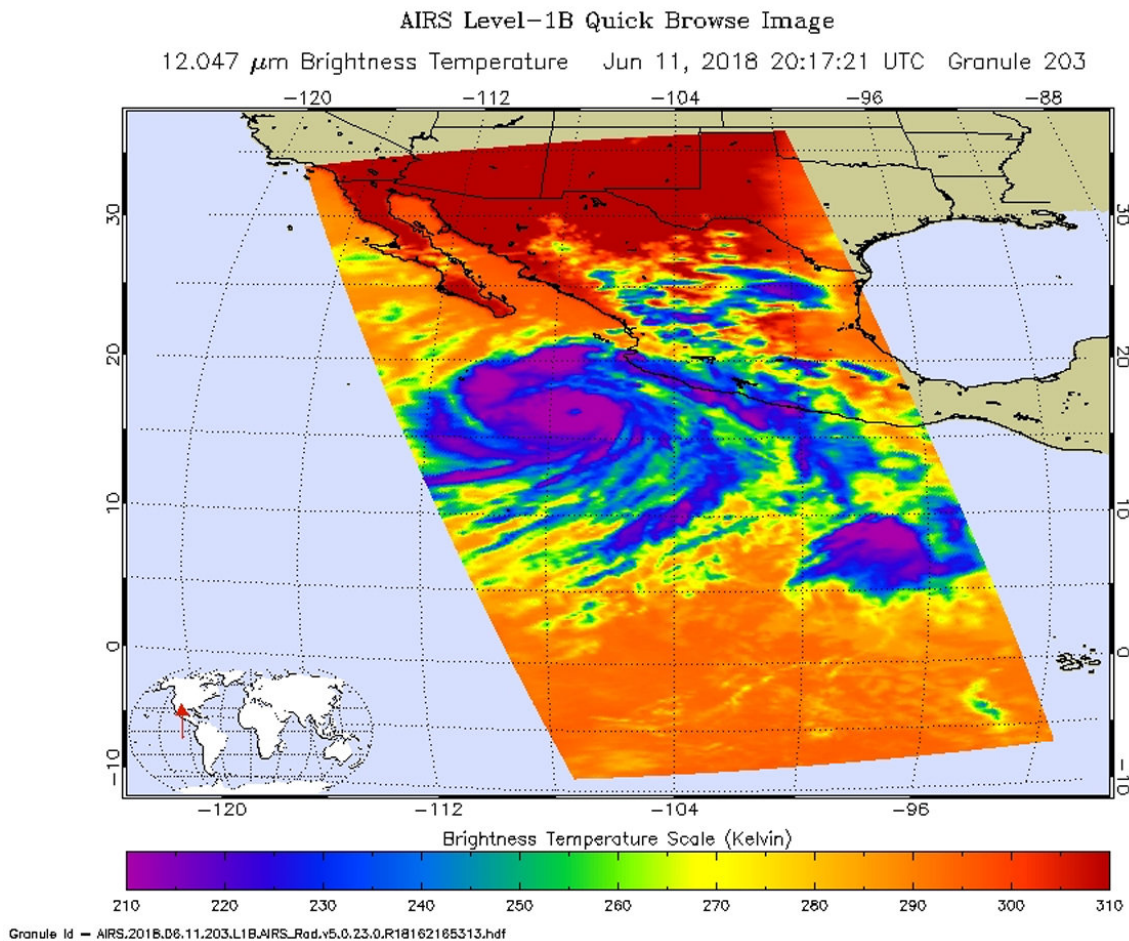 AIRS Level-1B Quick Browse Image
12.047 µm Brightness Temperature Jun 11, 2018 20:17:21 UTC Granule 203
-120 -112 -104 -96 -88
30 30
20 20
10 10
0 0
-10 -10
-120 -112 -104 -96
Brightness Temperature Scale (Kelvin)
210 220 230 240 250 260 270 280 290 300 310
Granule Id - AIRS.2018.06.11.203.L1B.AIRS_Rad.v5.0.23.0.R18162165313.hdf